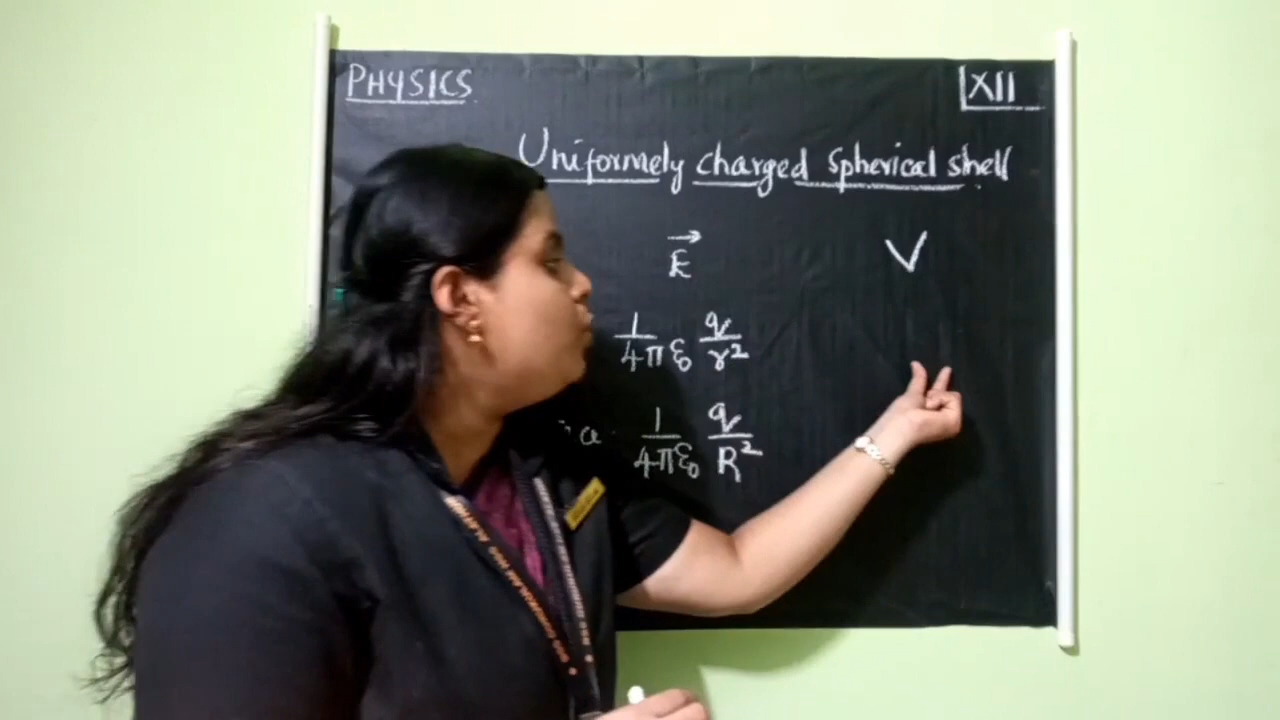 PHYSICS
XII
Uniformely charged spherical shell
E⃗ V
1/4πε₀ q/r²
1/4πε₀ q/R²